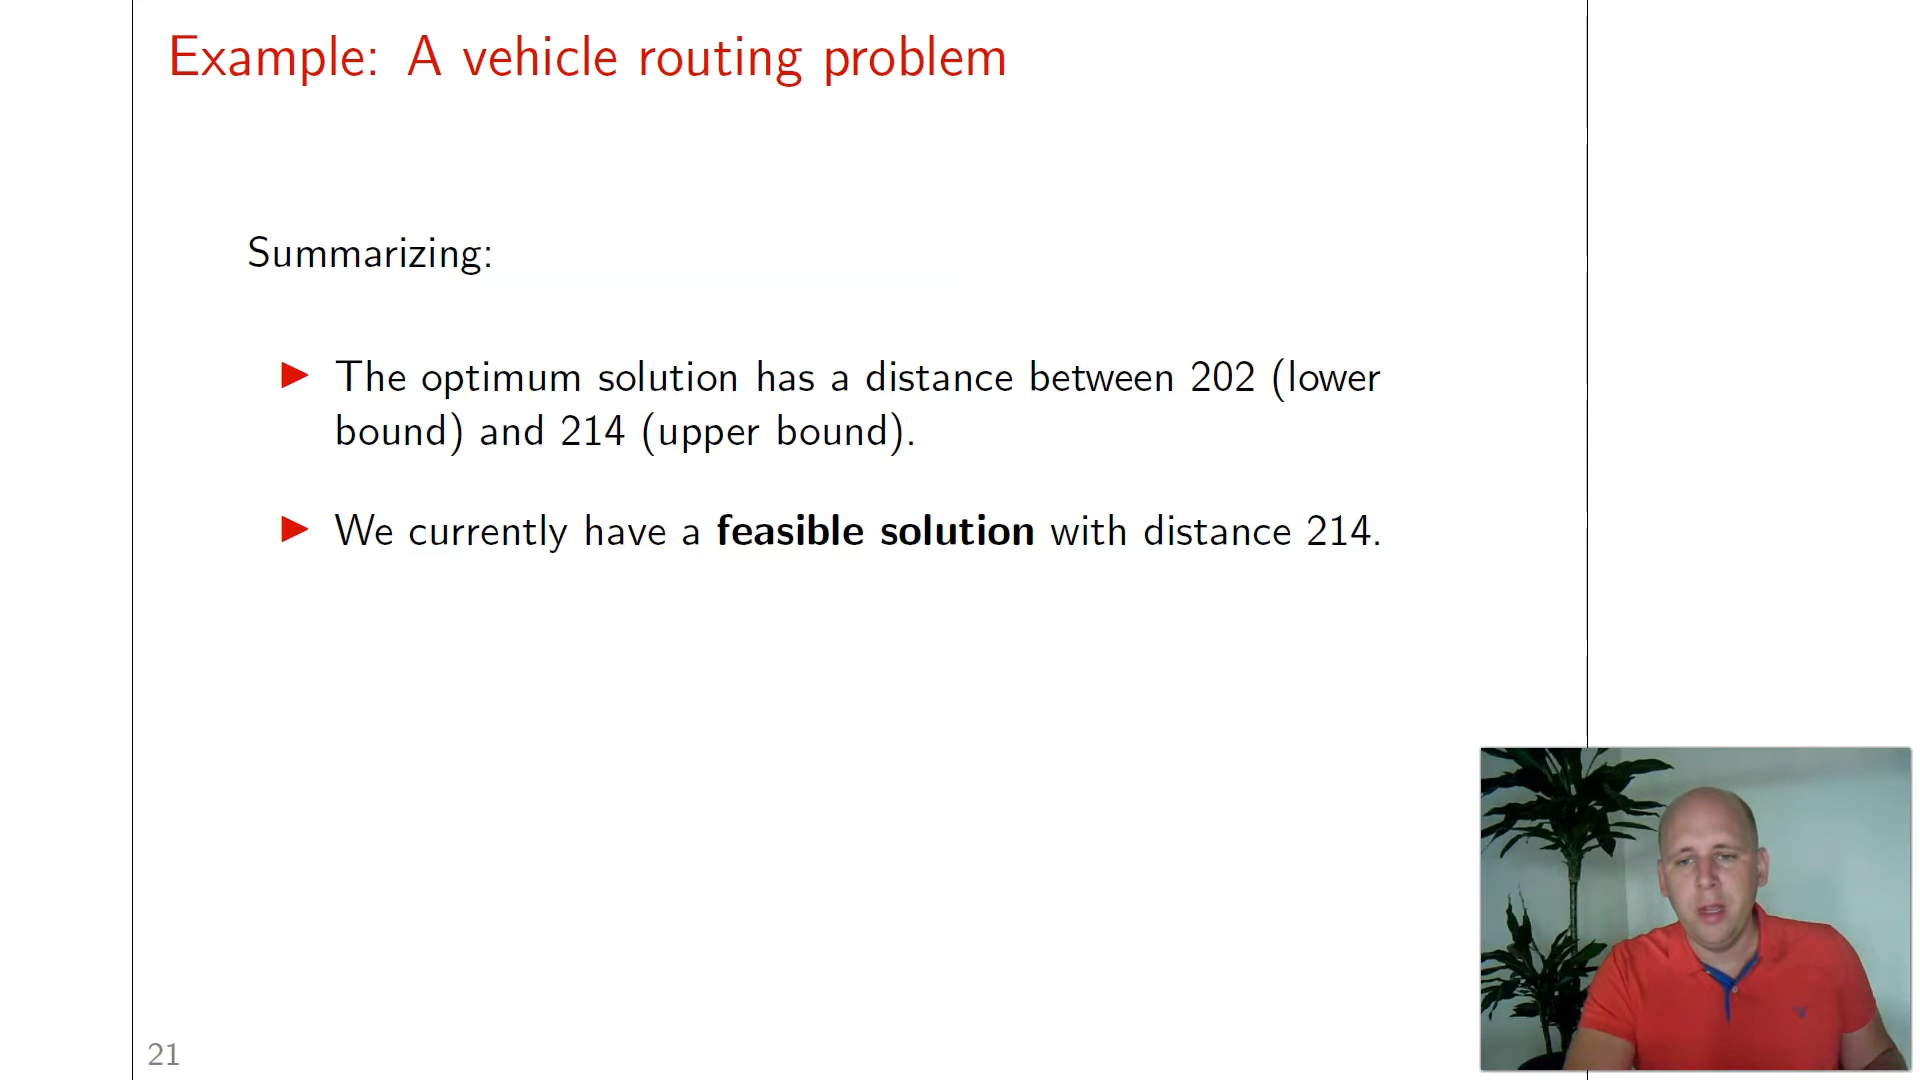 Example: A vehicle routing problem
Summarizing:
The optimum solution has a distance between 202 (lower
bound) and 214 (upper bound).
We currently have a feasible solution with distance 214.
21